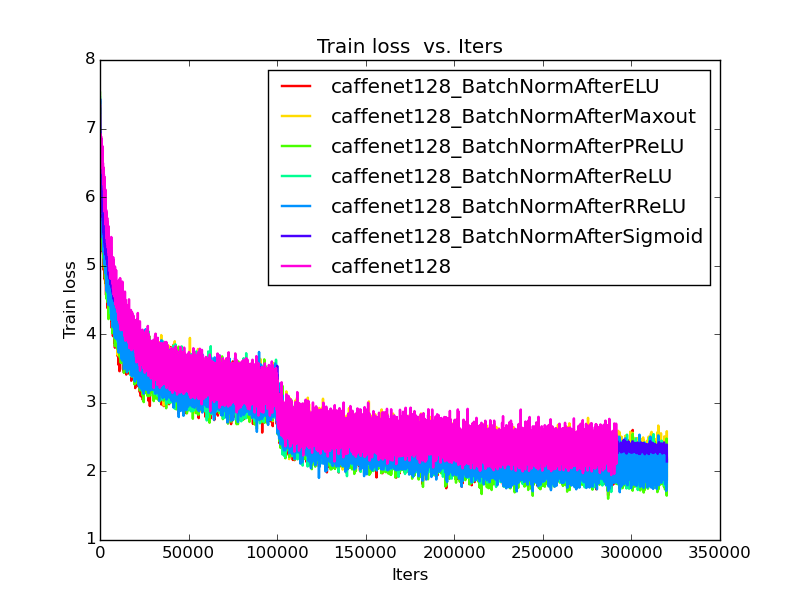 Train loss  vs. Iters
8
7
6
5
4
3
2
1
Train loss
caffenet128_BatchNormAfterELU
caffenet128_BatchNormAfterMaxout
caffenet128_BatchNormAfterPReLU
caffenet128_BatchNormAfterReLU
caffenet128_BatchNormAfterRReLU
caffenet128_BatchNormAfterSigmoid
caffenet128
0 50000 100000 150000 200000 250000 300000 350000
Iters